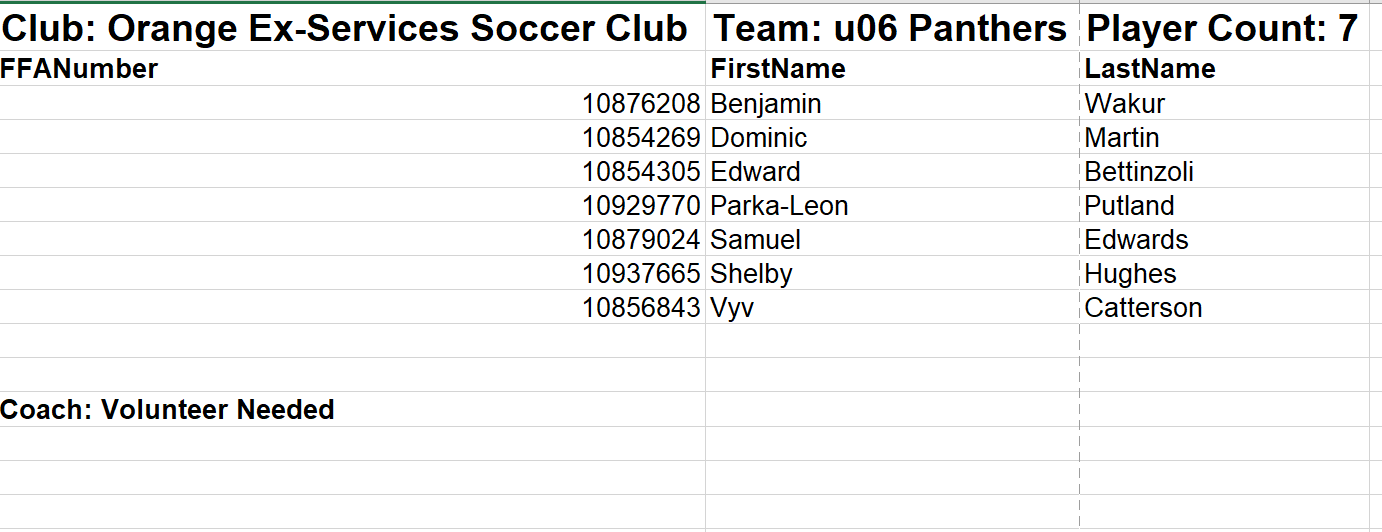 Club: Orange Ex-Services Soccer Club Team: u06 Panthers Player Count: 7
FFANumber FirstName LastName
10876208 Benjamin Wakur
10854269 Dominic Martin
10854305 Edward Bettinzoli
10929770 Parka-Leon Putland
10879024 Samuel Edwards
10937665 Shelby Hughes
10856843 Vyv Catterson
Coach: Volunteer Needed